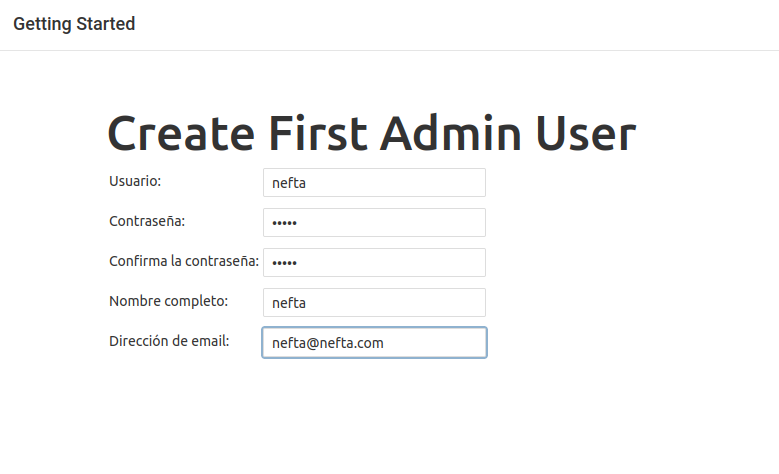 Getting Started
Create First Admin User
Usuario: nefta
Contraseña: •••••
Confirma la contraseña: •••••
Nombre completo: nefta
Dirección de email: nefta@nefta.com